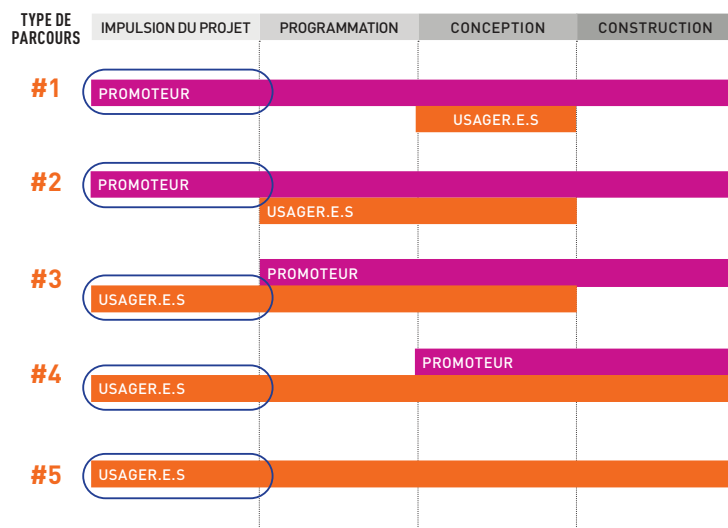 TYPE DE
PARCOURS
IMPULSION DU PROJET
PROGRAMMATION
CONCEPTION
CONSTRUCTION
#1
PROMOTEUR
USAGER.E.S
#2
PROMOTEUR
USAGER.E.S
#3
PROMOTEUR
USAGER.E.S
#4
PROMOTEUR
USAGER.E.S
#5
USAGER.E.S